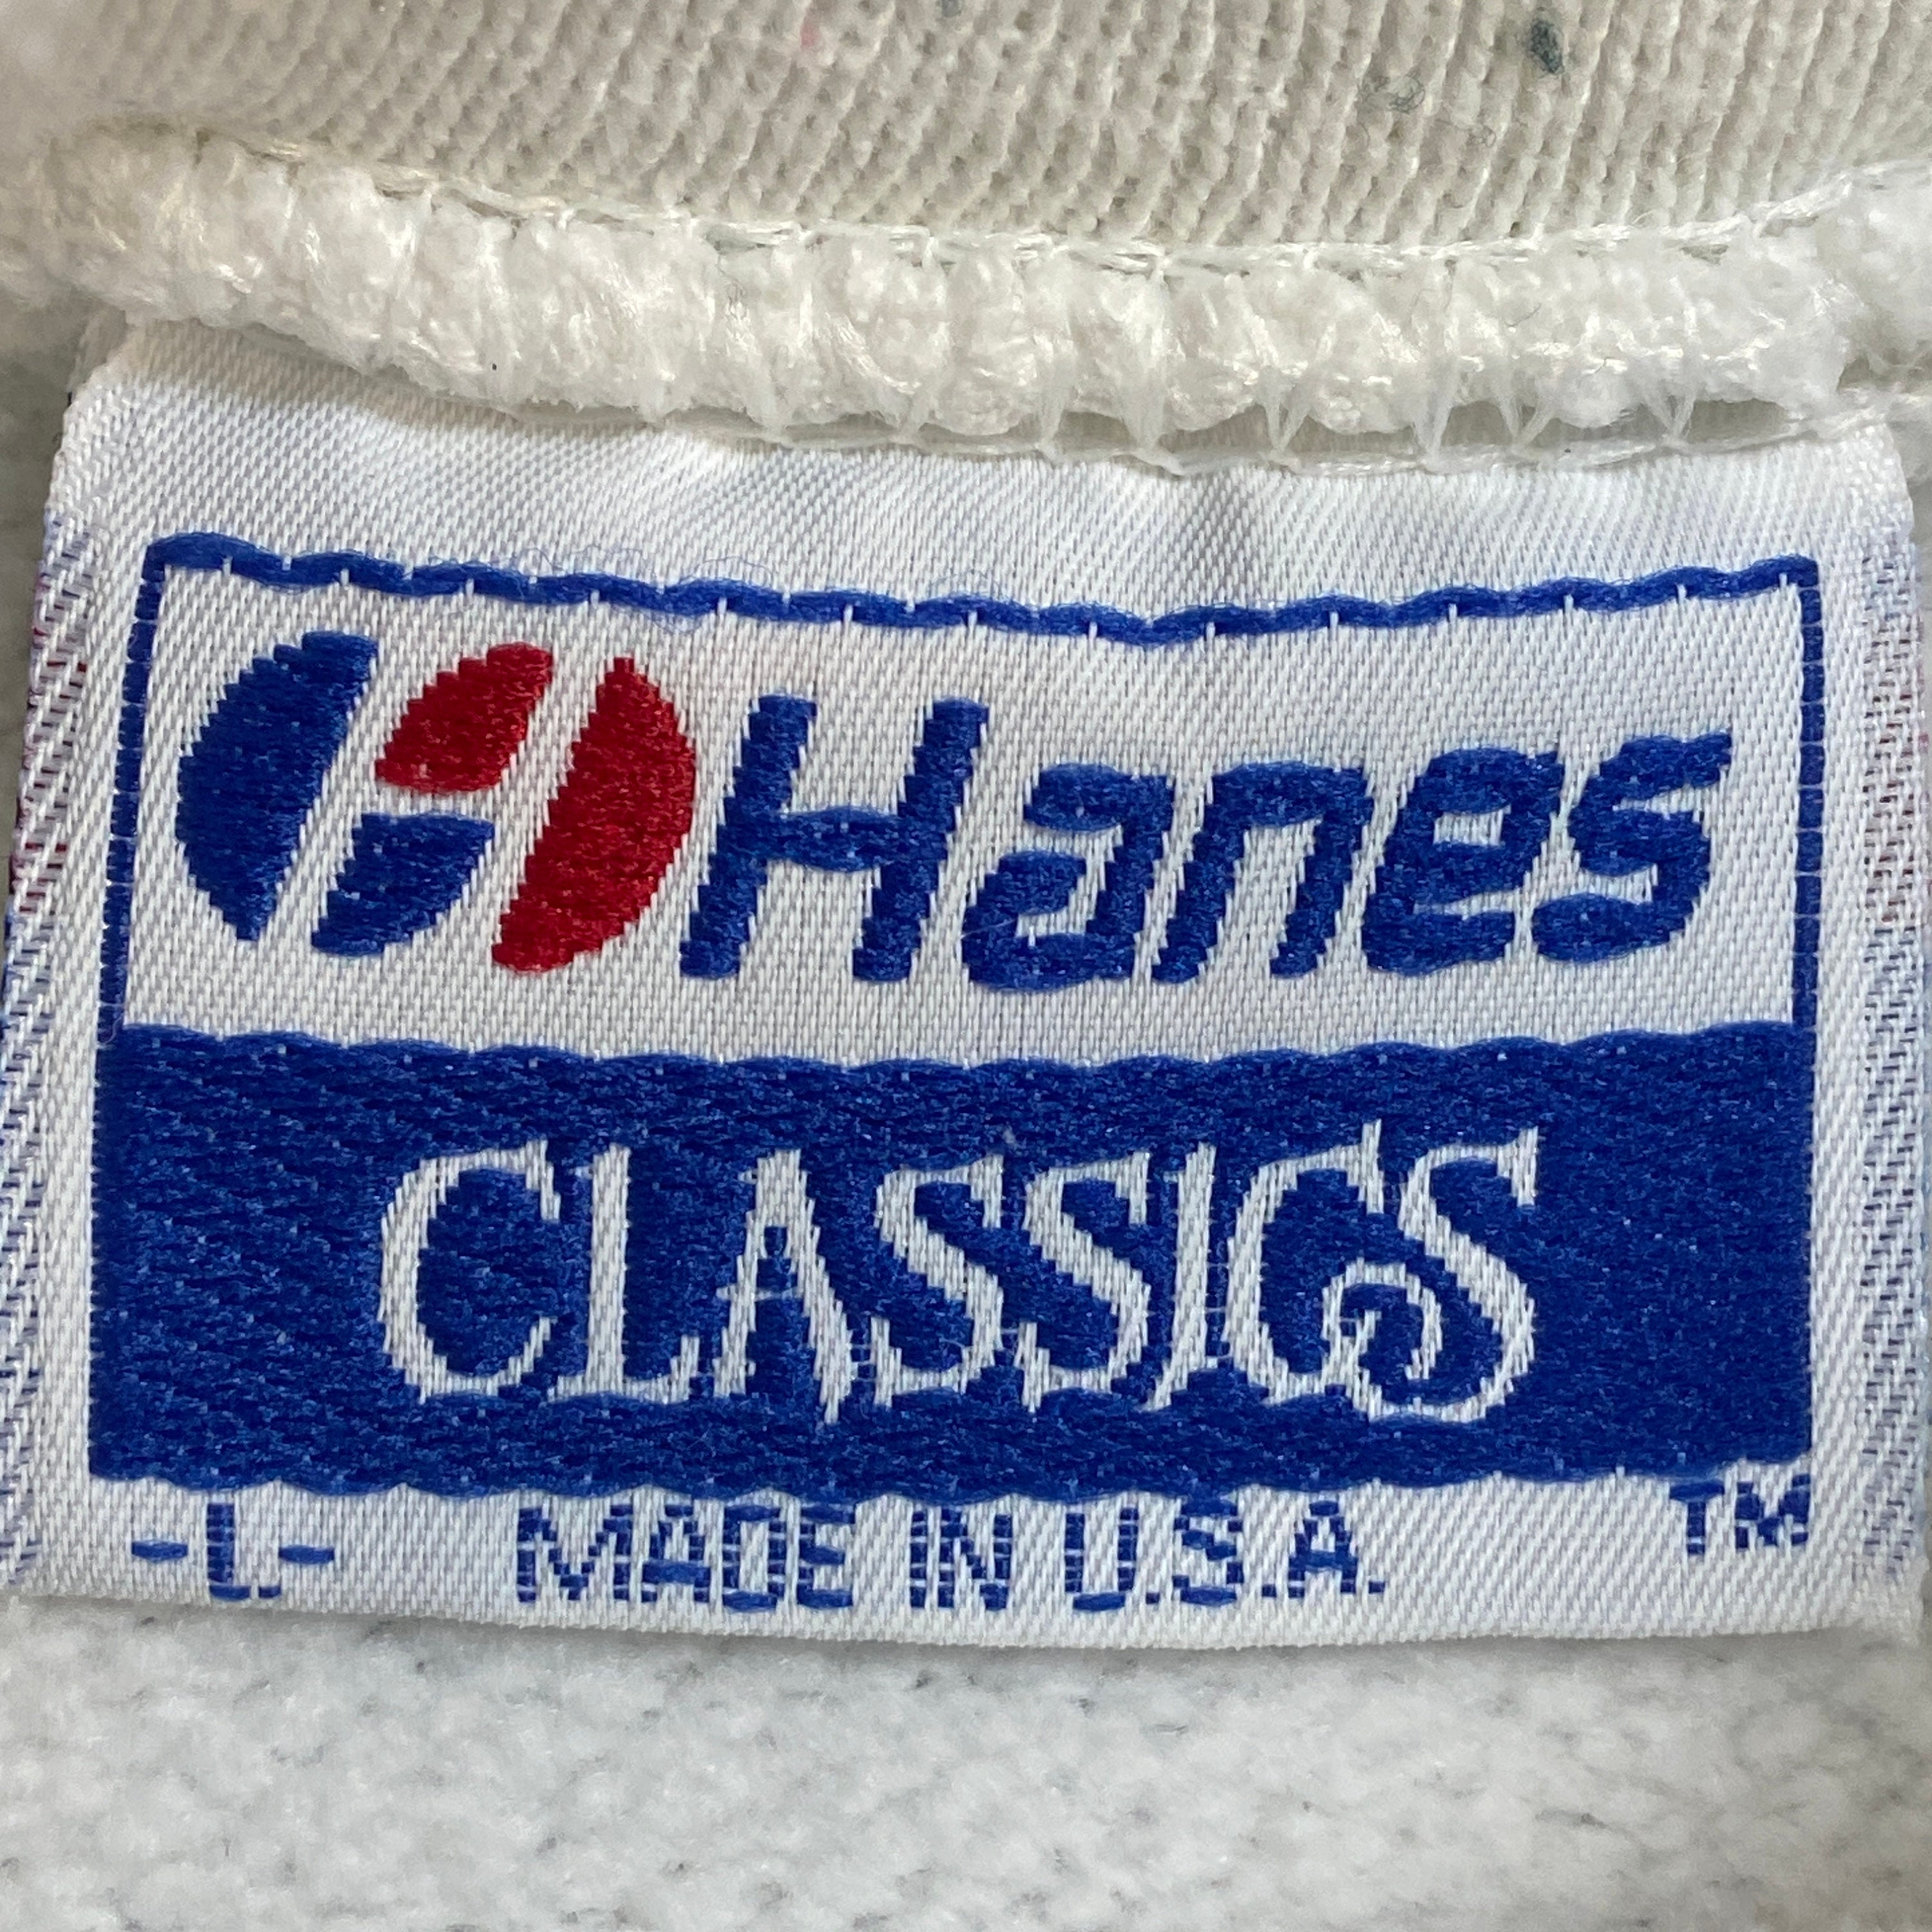 Hanes
CLASSICS
TM
-L- MADE IN U.S.A.